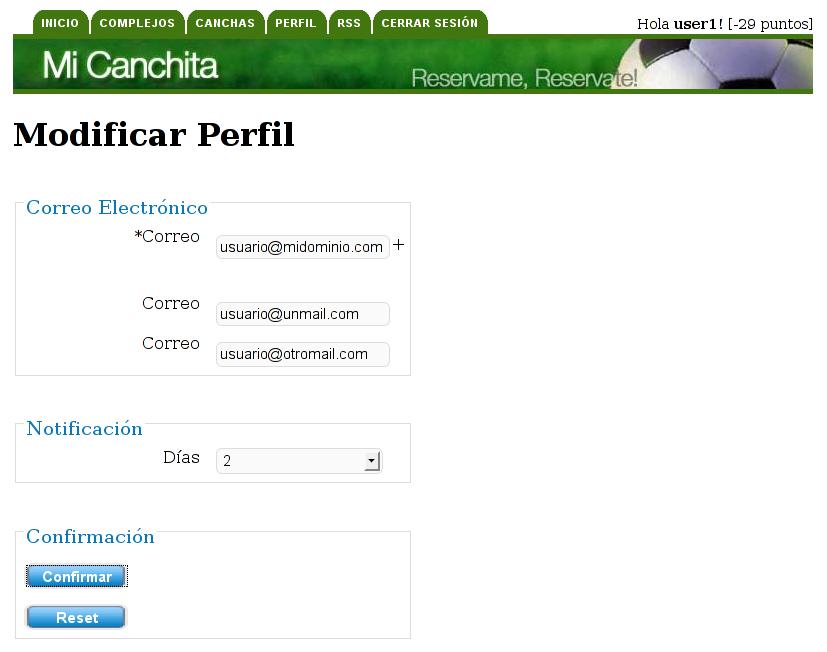 INICIO COMPLEJOS CANCHAS PERFIL RSS CERRAR SESIÓN Hola user1! [-29 puntos]
Mi Canchita
Reservame, Reservate!
Modificar Perfil
Correo Electrónico
*Correo usuario@midominio.com +
Correo usuario@unmail.com
Correo usuario@otromail.com
Notificación
Días 2
Confirmación
Confirmar
Reset